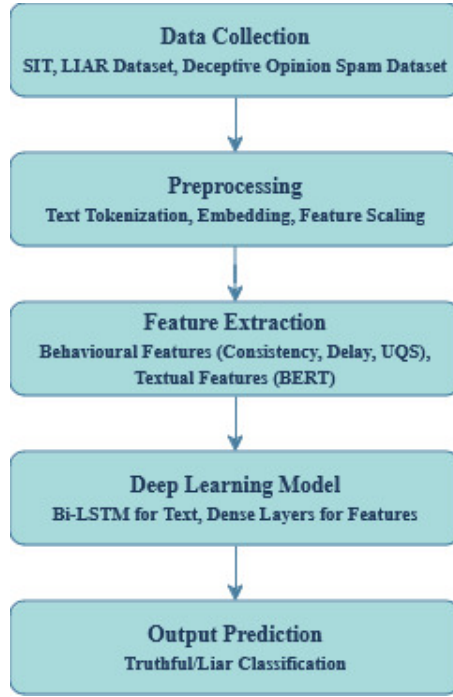 Data Collection
SIT, LIAR Dataset, Deceptive Opinion Spam Dataset
Preprocessing
Text Tokenization, Embedding, Feature Scaling
Feature Extraction
Behavioural Features (Consistency, Delay, UQS),
Textual Features (BERT)
Deep Learning Model
Bi-LSTM for Text, Dense Layers for Features
Output Prediction
Truthful/Liar Classification